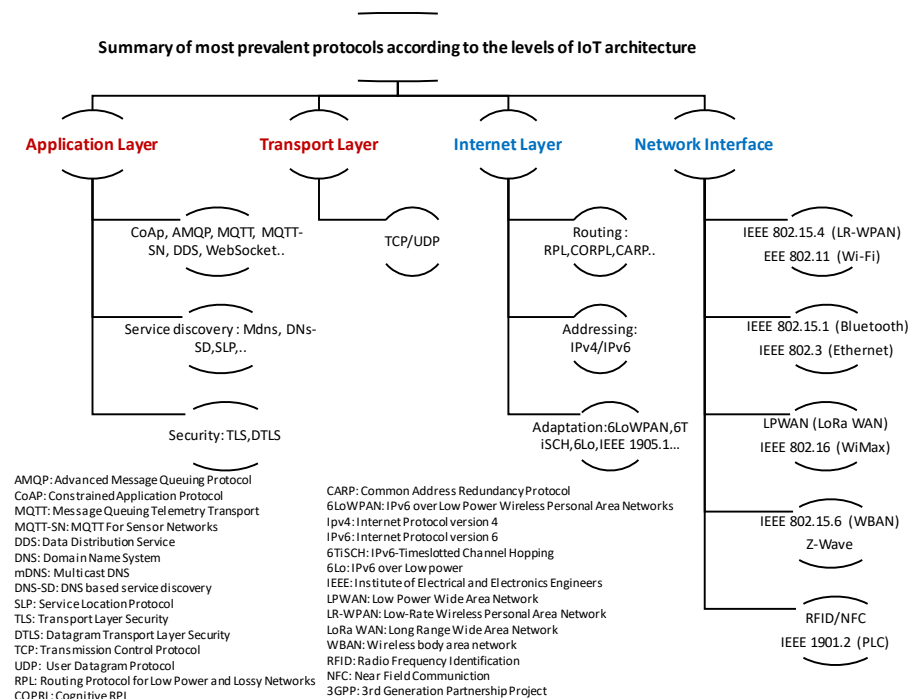 Summary of most prevalent protocols according to the levels of IoT architecture
Application Layer
Transport Layer
Internet Layer
Network Interface
CoAp, AMQP, MQTT, MQTT-
SN, DDS, WebSocket..
Service discovery : Mdns, DNs-
SD,SLP,..
Security: TLS,DTLS
TCP/UDP
Routing :
RPL,CORPL,CARP..
Addressing:
IPv4/IPv6
Adaptation:6LoWPAN,6T
iSCH,6Lo,IEEE 1905.1...
IEEE 802.15.4 (LR-WPAN)
EEE 802.11 (Wi-Fi)
IEEE 802.15.1 (Bluetooth)
IEEE 802.3 (Ethernet)
LPWAN (LoRa WAN)
IEEE 802.16 (WiMax)
IEEE 802.15.6 (WBAN)
Z-Wave
RFID/NFC
IEEE 1901.2 (PLC)
AMQP: Advanced Message Queuing Protocol
CoAP: Constrained Application Protocol
MQTT: Message Queuing Telemetry Transport
MQTT-SN: MQTT For Sensor Networks
DDS: Data Distribution Service
DNS: Domain Name System
mDNS: Multicast DNS
DNS-SD: DNS based service discovery
SLP: Service Location Protocol
TLS: Transport Layer Security
DTLS: Datagram Transport Layer Security
TCP: Transmission Control Protocol
UDP: User Datagram Protocol
RPL: Routing Protocol for Low Power and Lossy Networks
COPRL: Cognitive RPL
CARP: Common Address Redundancy Protocol
6LoWPAN: IPv6 over Low Power Wireless Personal Area Networks
Ipv4: Internet Protocol version 4
IPv6: Internet Protocol version 6
6TiSCH: IPv6-Timeslotted Channel Hopping
6Lo: IPv6 over Low power
IEEE: Institute of Electrical and Electronics Engineers
LPWAN: Low Power Wide Area Network
LR-WPAN: Low-Rate Wireless Personal Area Network
LoRa WAN: Long Range Wide Area Network
WBAN: Wireless body area network
RFID: Radio Frequency Identification
NFC: Near Field Communiction
3GPP: 3rd Generation Partnership Project